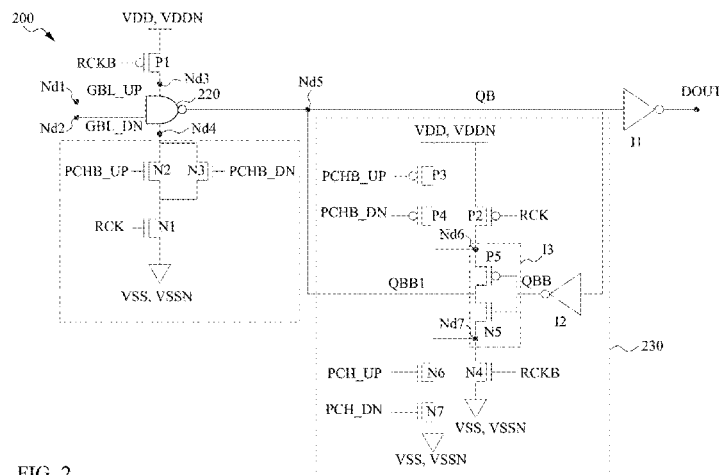 200
VDD, VDDN
RCKB
P1
Nd3
Nd1
GBL_UP
220
Nd5
QB
DOUT
Nd2
GBL_DN
Nd4
I1
VDD, VDDN
PCHB_UP
N2
N3
PCHB_DN
PCHB_UP
P3
PCHB_DN
P4
P2
RCK
RCK
N1
Nd6
P5
I3
VSS, VSSN
QBB1
QBB
I2
Nd7
N5
230
PCH_UP
N6
N4
RCKB
PCH_DN
N7
VSS, VSSN
VSS, VSSN
FIG. 2